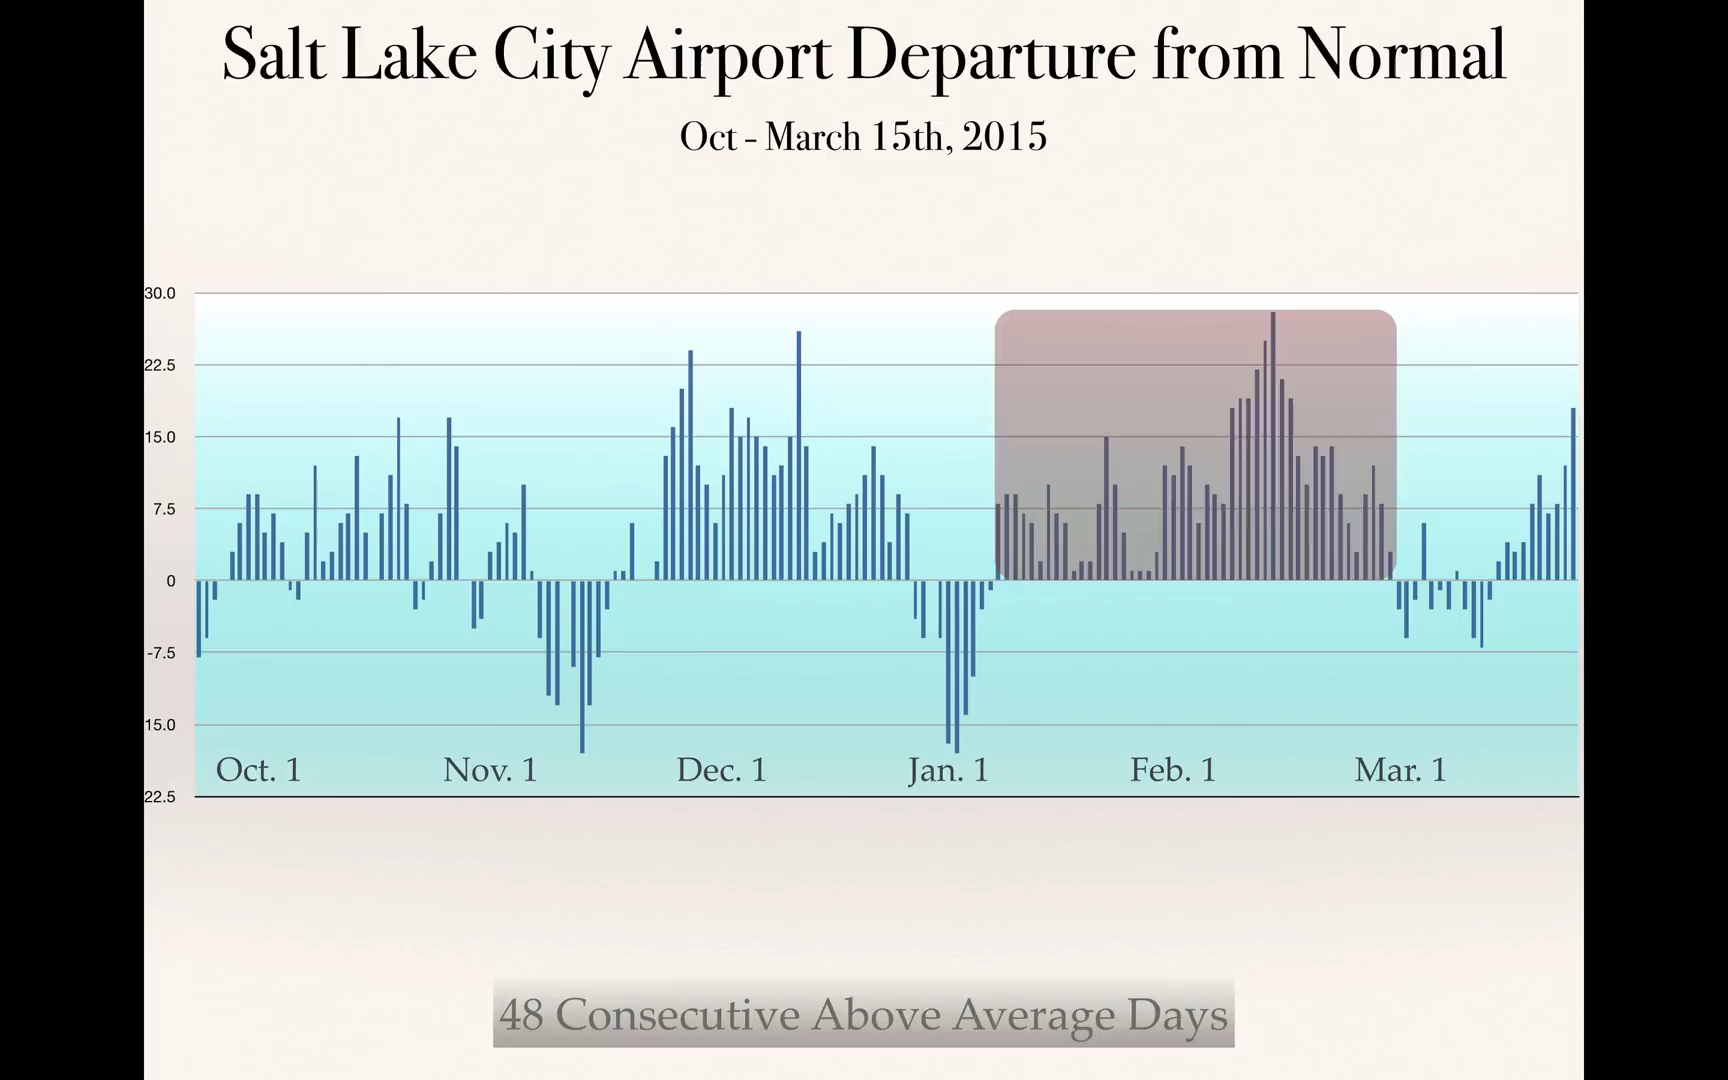 Salt Lake City Airport Departure from Normal
Oct - March 15th, 2015
30.0
22.5
15.0
7.5
0
-7.5
15.0
22.5
Oct. 1 Nov. 1 Dec. 1 Jan. 1 Feb. 1 Mar. 1
48 Consecutive Above Average Days